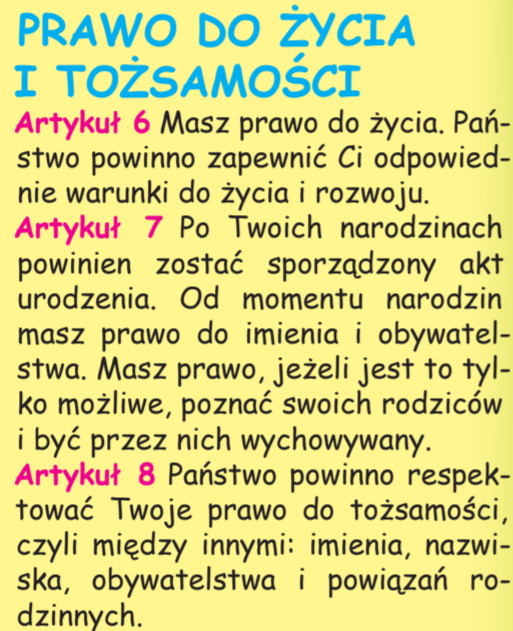 PRAWO DO ŻYCIA
I TOŻSAMOŚCI
Artykuł 6 Masz prawo do życia. Pań-
stwo powinno zapewnić Ci odpowied-
nie warunki do życia i rozwoju.
Artykuł 7 Po Twoich narodzinach
powinien zostać sporządzony akt
urodzenia. Od momentu narodzin
masz prawo do imienia i obywatel-
stwa. Masz prawo, jeżeli jest to tyl-
ko możliwe, poznać swoich rodziców
i być przez nich wychowywany.
Artykuł 8 Państwo powinno respek-
tować Twoje prawo do tożsamości,
czyli między innymi: imienia, nazwi-
ska, obywatelstwa i powiązań ro-
dzinnych.